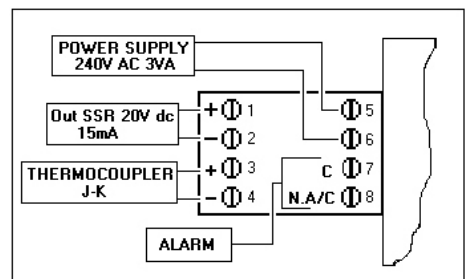 POWER SUPPLY
240V AC 3VA
Out SSR 20V dc
15mA
THERMOCOUPLER
J-K
ALARM
+ 1
- 2
+ 3
- 4
5
6
C 7
N.A/C 8